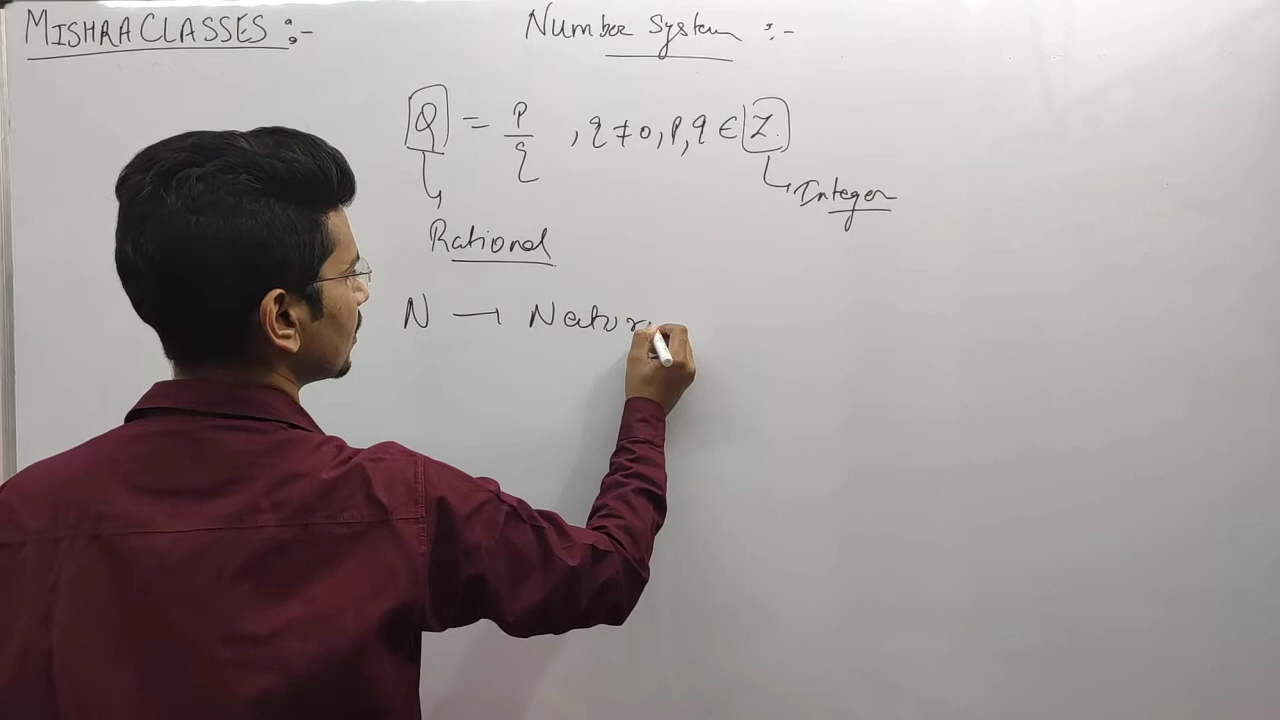 MISHRA CLASSES :-
Number System :-
Q = p/q , q ≠ 0, p, q ∈ Z.
Integer
Rational
N → Natur